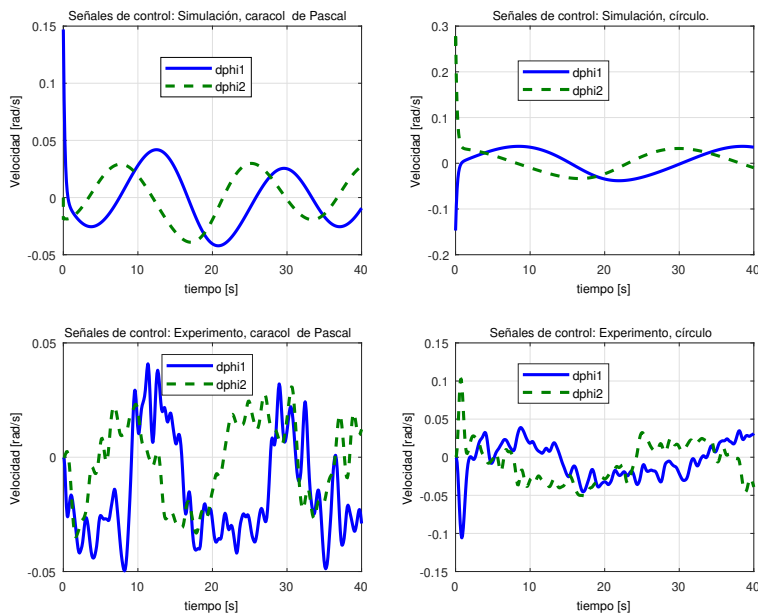 Señales de control: Simulación, caracol  de Pascal
0.15
0.1
0.05
0
-0.05
Velocidad [rad/s]
dphi1
dphi2
0
10
20
30
40
tiempo [s]
Señales de control: Simulación, círculo.
0.3
0.2
0.1
0
-0.1
-0.2
Velocidad [rad/s]
dphi1
dphi2
0
10
20
30
40
tiempo [s]
Señales de control: Experimento, caracol  de Pascal
0.05
0
-0.05
Velocidad [rad/s]
dphi1
dphi2
0
10
20
30
40
tiempo [s]
Señales de control: Experimento, círculo
0.15
0.1
0.05
0
-0.05
-0.1
-0.15
Velocidad [rad/s]
dphi1
dphi2
0
10
20
30
40
tiempo [s]